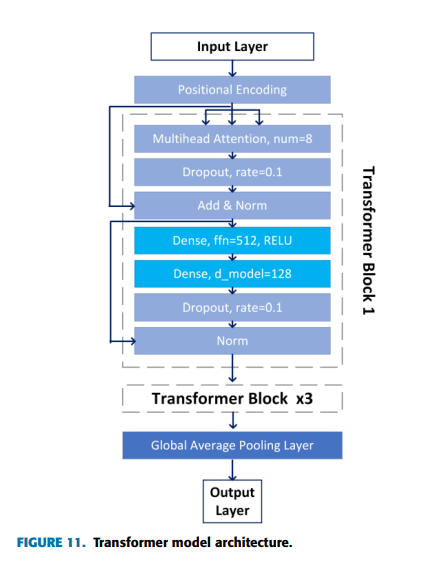 Input Layer
Positional Encoding
Multihead Attention, num=8
Dropout, rate=0.1
Add & Norm
Dense, ffn=512, RELU
Dense, d_model=128
Dropout, rate=0.1
Norm
Transformer Block 1
Transformer Block  x3
Global Average Pooling Layer
Output
Layer
FIGURE 11. Transformer model architecture.